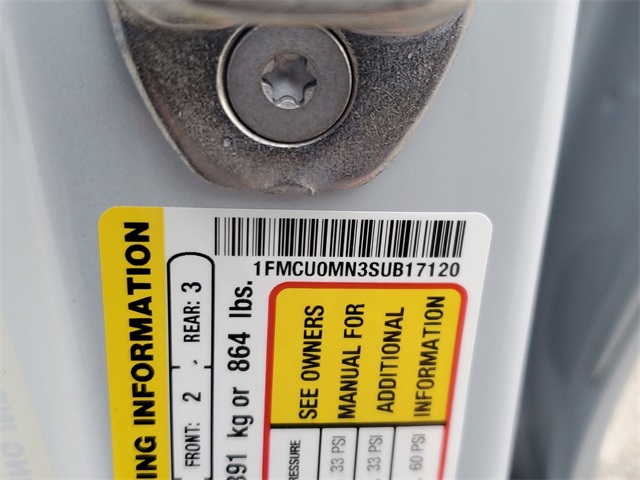 1FMCU0MN3SUB17120
ING INFORMATION
FRONT: 2 - REAR: 3
391 kg or 864 lbs.
SEE OWNERS
MANUAL FOR
ADDITIONAL
INFORMATION
33 PSI
33 PSI
60 PSI